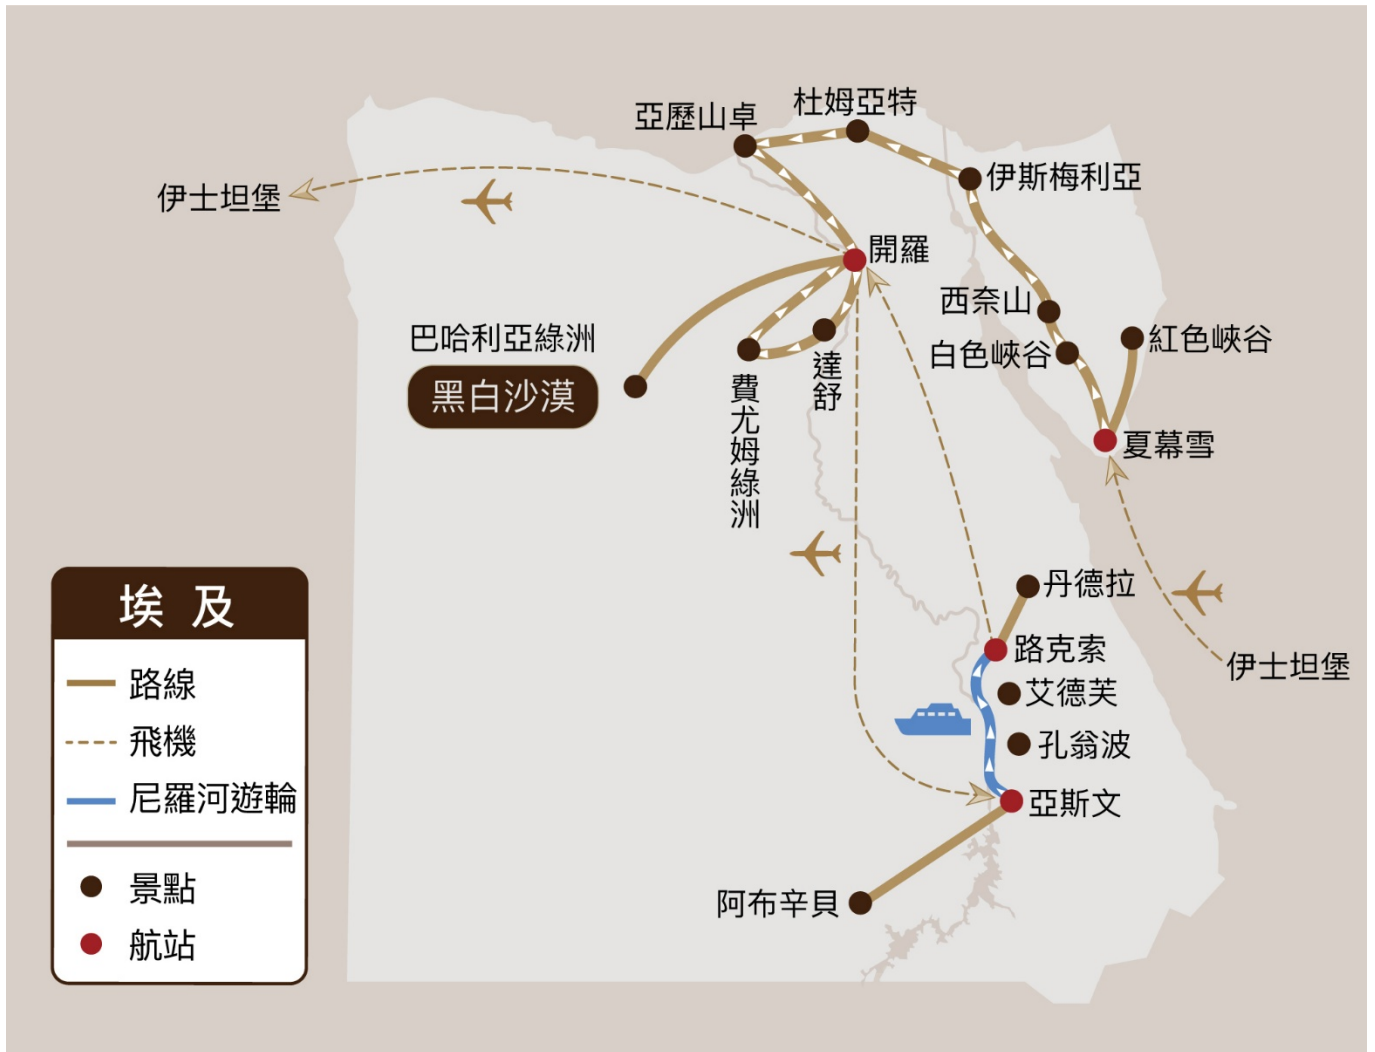 杜姆亞特
亞歷山卓
伊斯梅利亞
伊士坦堡
開羅
西奈山
巴哈利亞綠洲
白色峽谷
紅色峽谷
黑白沙漠
達舒
費尤姆綠洲
夏幕雪
丹德拉
路克索
伊士坦堡
艾德芙
孔翁波
亞斯文
阿布辛貝
埃及
路線
飛機
尼羅河遊輪
景點
航站